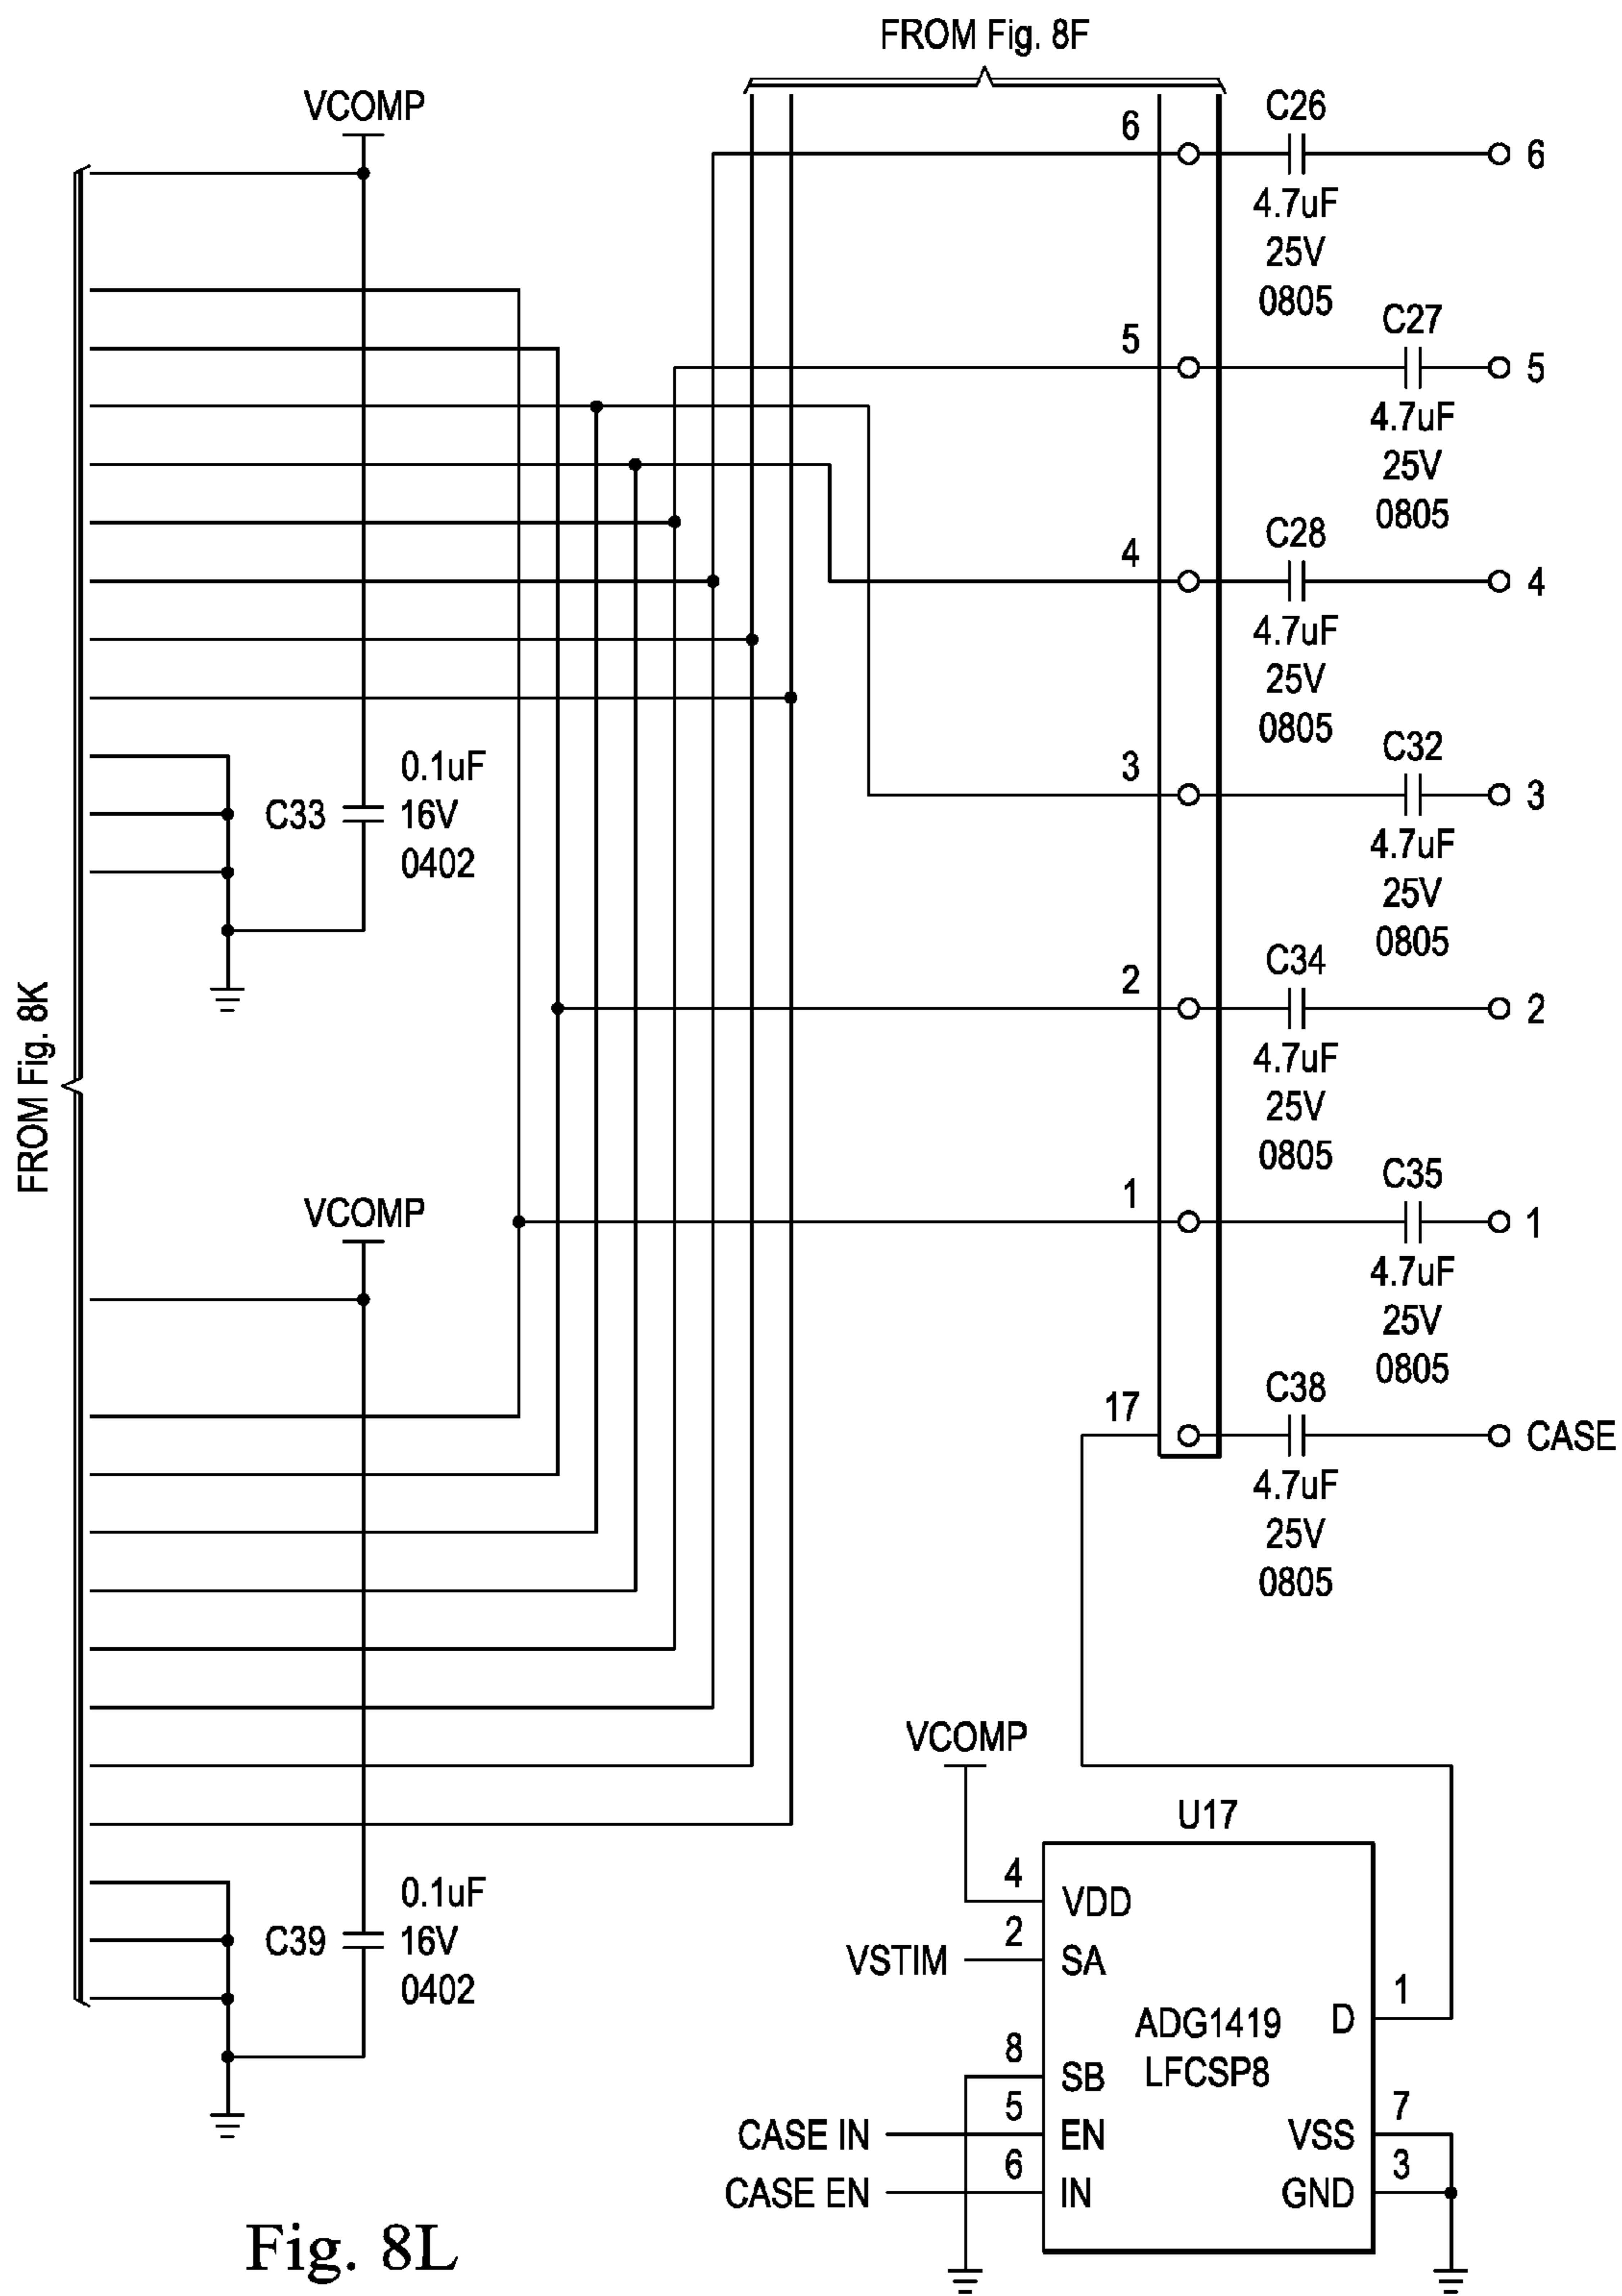 FROM Fig. 8F
VCOMP
6
C26
6
4.7uF
25V
0805
5
C27
5
4.7uF
25V
0805
4
C28
4
4.7uF
25V
0805
3
C32
3
4.7uF
25V
0805
C33
0.1uF
16V
0402
2
C34
2
4.7uF
25V
0805
FROM Fig. 8K
1
C35
1
4.7uF
25V
0805
VCOMP
17
C38
CASE
4.7uF
25V
0805
VCOMP
U17
C39
0.1uF
16V
0402
4
VDD
2
VSTIM
SA
ADG1419
LFCSP8
D
1
8
SB
5
CASE IN
EN
VSS
7
6
CASE EN
IN
GND
3
Fig. 8L